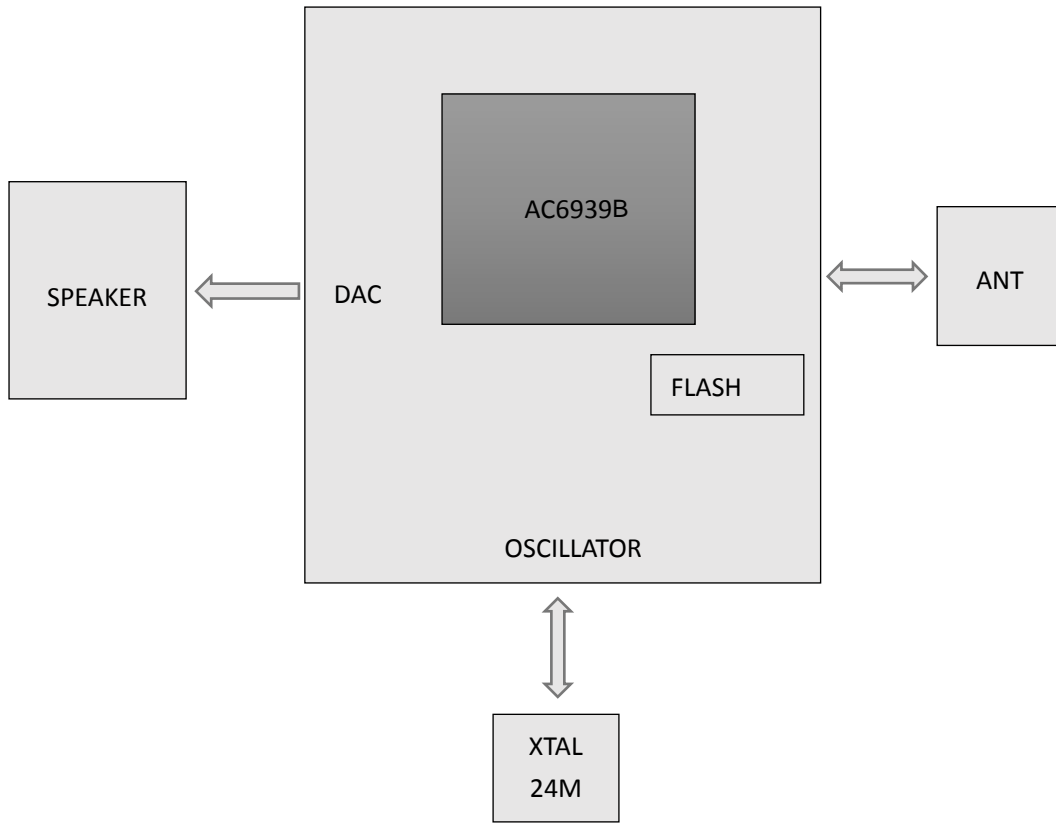 AC6939B
SPEAKER
DAC
ANT
FLASH
OSCILLATOR
XTAL
24M